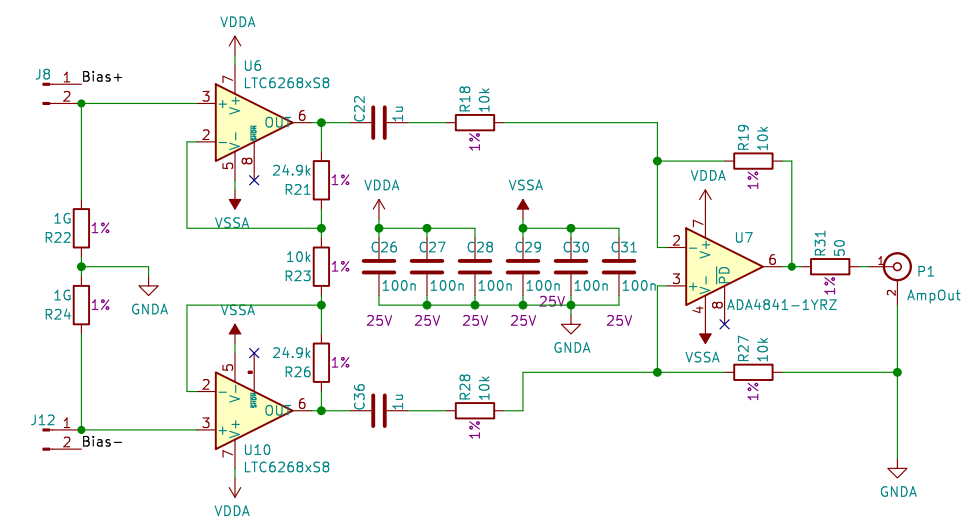 VDDA
J8
1
Bias+
2
7
U6
LTC6268xS8
3
+
V+
OUT
6
2
−
V−
5
8
VSSA
C22
1u
R18
10k
1%
24.9k
R21
1%
R19
10k
1%
1G
R22
1%
10k
R23
1%
GNDA
1G
R24
1%
VDDA
VSSA
C26
C27
C28
C29
C30
C31
100n
100n
100n
100n
100n
100n
25V
25V
25V
25V
25V
25V
GNDA
VDDA
7
U7
2
−
V+
3
+
V−
PD
6
4
8
ADA4841-1YRZ
VSSA
R31
50
1%
1
P1
2
AmpOut
VSSA
5
8
24.9k
R26
1%
2
−
V−
OUT
6
3
+
V+
7
U10
LTC6268xS8
VDDA
J12
1
2
Bias−
C36
1u
R28
10k
1%
R27
10k
1%
GNDA